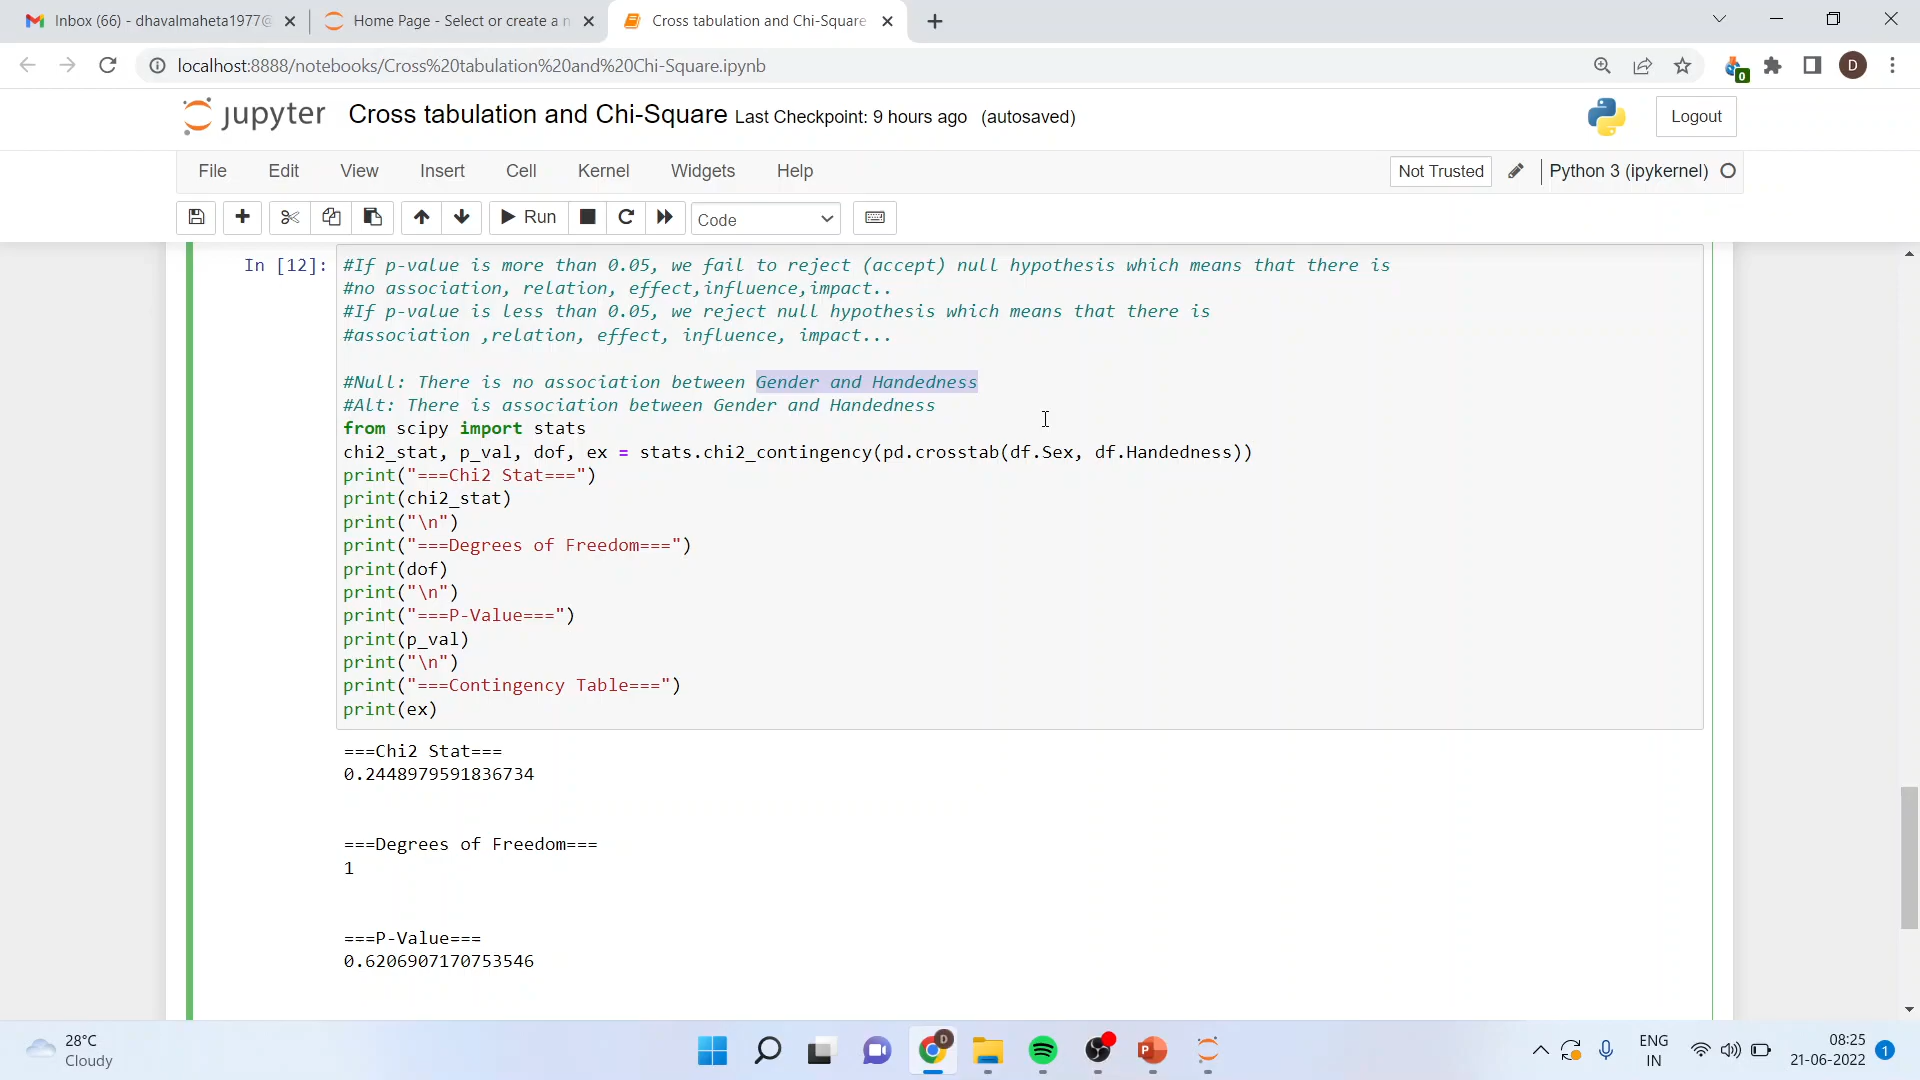 Inbox (66) - dhavalmaheta1977@
Home Page - Select or create a n
Cross tabulation and Chi-Square
localhost:8888/notebooks/Cross%20tabulation%20and%20Chi-Square.ipynb
0
D
jupyter
Cross tabulation and Chi-Square Last Checkpoint: 9 hours ago (autosaved)
Logout
File Edit View Insert Cell Kernel Widgets Help
Not Trusted
Python 3 (ipykernel)
Run
Code
In [12]:
#If p-value is more than 0.05, we fail to reject (accept) null hypothesis which means that there is
#no association, relation, effect,influence,impact..
#If p-value is less than 0.05, we reject null hypothesis which means that there is
#association ,relation, effect, influence, impact...
#Null: There is no association between Gender and Handedness
#Alt: There is association between Gender and Handedness
from scipy import stats
chi2_stat, p_val, dof, ex = stats.chi2_contingency(pd.crosstab(df.Sex, df.Handedness))
print("===Chi2 Stat===")
print(chi2_stat)
print("\n")
print("===Degrees of Freedom===")
print(dof)
print("\n")
print("===P-Value===")
print(p_val)
print("\n")
print("===Contingency Table===")
print(ex)
===Chi2 Stat===
0.2448979591836734
===Degrees of Freedom===
1
===P-Value===
0.6206907170753546
28°C
Cloudy
D
ENG
IN
08:25
21-06-2022
1